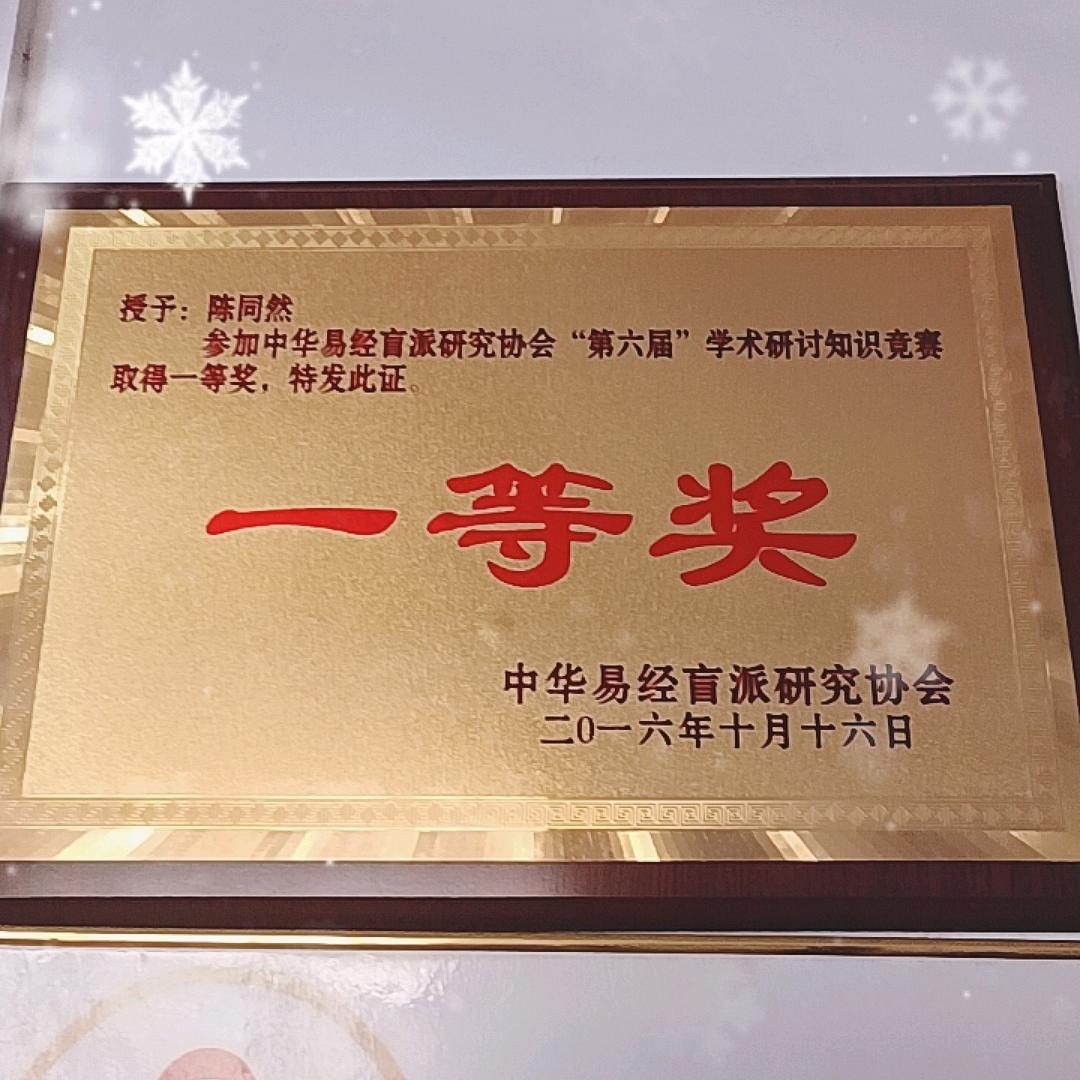 授予：陈同然
参加中华易经盲派研究协会“第六届”学术研讨知识竞赛
取得一等奖，特发此证。
一等奖
中华易经盲派研究协会
二0一六年十月十六日